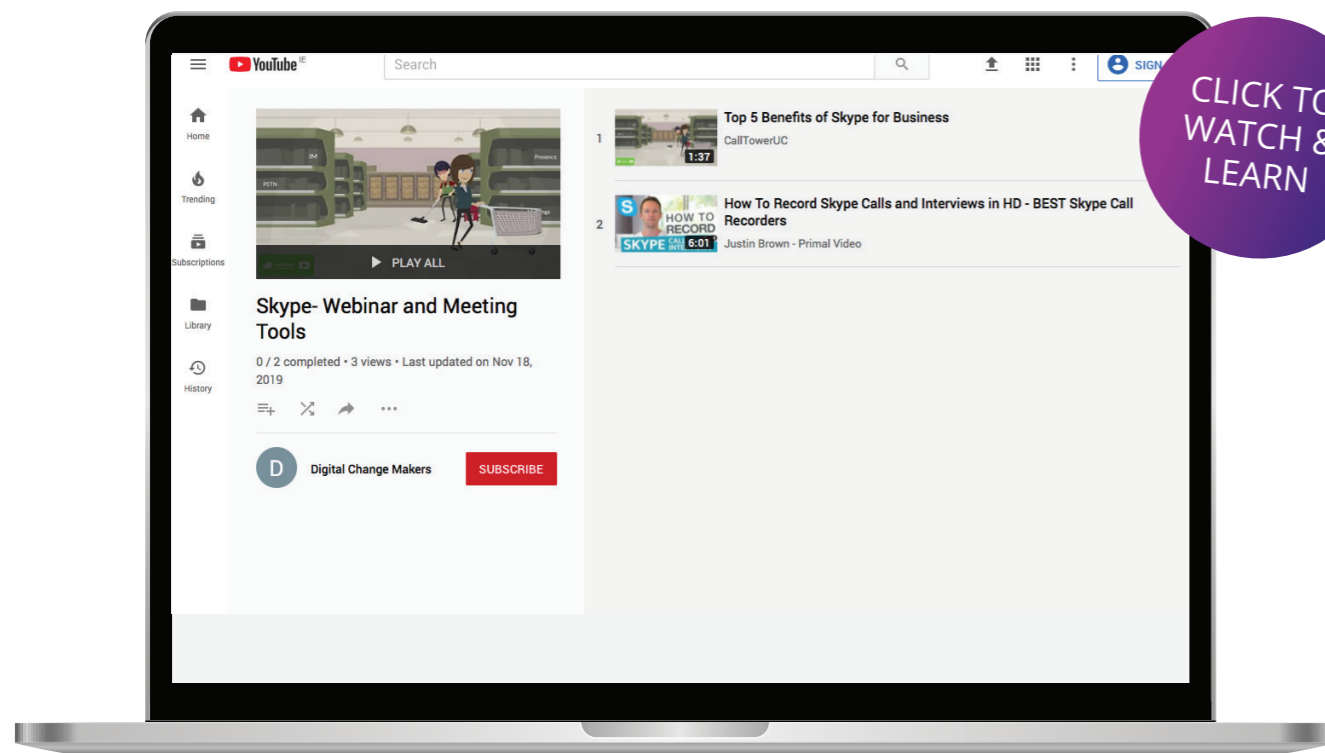 YouTube IE
Search
SIGN
CLICK TO
WATCH &
LEARN
Home
Trending
Subscriptions
Library
History
IM
PSTN
Presence
PLAY ALL
Skype- Webinar and Meeting
Tools
0 / 2 completed • 3 views • Last updated on Nov 18,
2019
D
Digital Change Makers
SUBSCRIBE
1
1:37
Top 5 Benefits of Skype for Business
CallTowerUC
2
S
HOW TO
RECORD
SKYPE
6:01
How To Record Skype Calls and Interviews in HD - BEST Skype Call
Recorders
Justin Brown - Primal Video